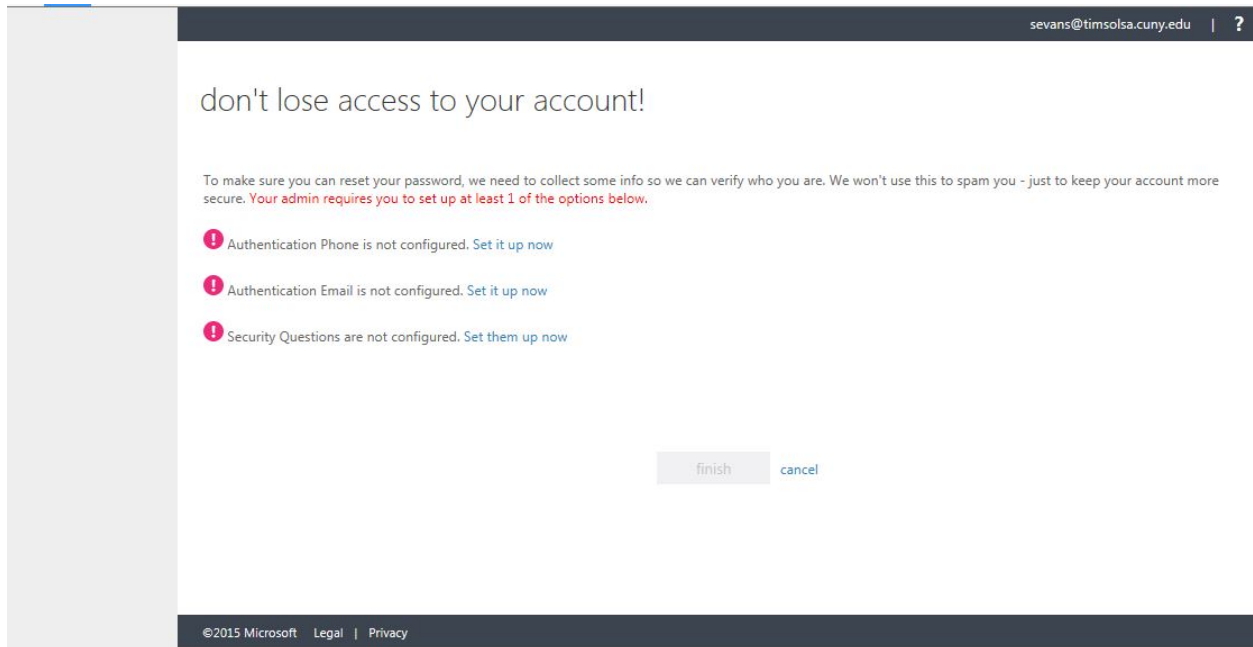 sevans@timsolsa.cuny.edu | ?
don't lose access to your account!
To make sure you can reset your password, we need to collect some info so we can verify who you are. We won't use this to spam you - just to keep your account more
secure. Your admin requires you to set up at least 1 of the options below.
! Authentication Phone is not configured. Set it up now
! Authentication Email is not configured. Set it up now
! Security Questions are not configured. Set them up now
finish cancel
©2015 Microsoft Legal | Privacy